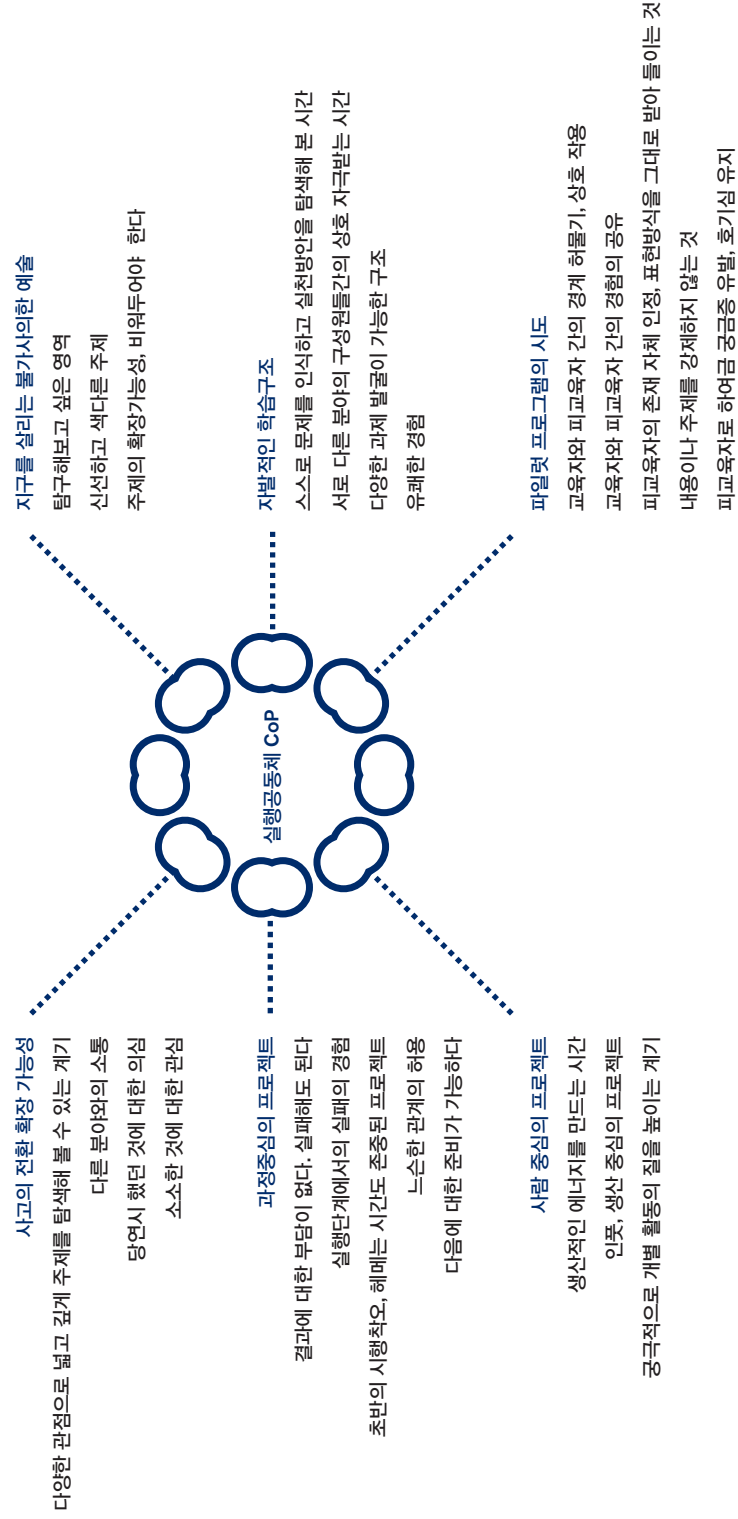 사고의 전환 확장 가능성
다양한 관점으로 넓고 깊게 주제를 탐색해 볼 수 있는 계기
다른 분야와의 소통
당연시 했던 것에 대한 의심
소소한 것에 대한 관심
과정중심의 프로젝트
결과에 대한 부담이 없다. 실패해도 된다
실행단계에서의 실패의 경험
초반의 시행착오, 헤메는 시간도 존중된 프로젝트
느슨한 관계의 허용
다음에 대한 준비가 가능하다
사람 중심의 프로젝트
생산적인 에너지를 만드는 시간
인풋, 생산 중심의 프로젝트
궁극적으로 개별 활동의 질을 높이는 계기
실행공동체 CoP
지구를 살리는 불가사의한 예술
탐구해보고 싶은 영역
신선하고 색다른 주제
주제의 확장가능성, 비워두어야 한다
자발적인 학습구조
스스로 문제를 인식하고 실천방안을 탐색해 본 시간
서로 다른 분야의 구성원들간의 상호 자극받는 시간
다양한 과제 발굴이 가능한 구조
유쾌한 경험
파일럿 프로그램의 시도
교육자와 피교육자 간의 경계 허물기, 상호 작용
교육자와 피교육자 간의 경험의 공유
피교육자의 존재 자체 인정, 표현방식을 그대로 받아 들이는 것
내용이나 주제를 강제하지 않는 것
피교육자로 하여금 궁금증 유발, 호기심 유지